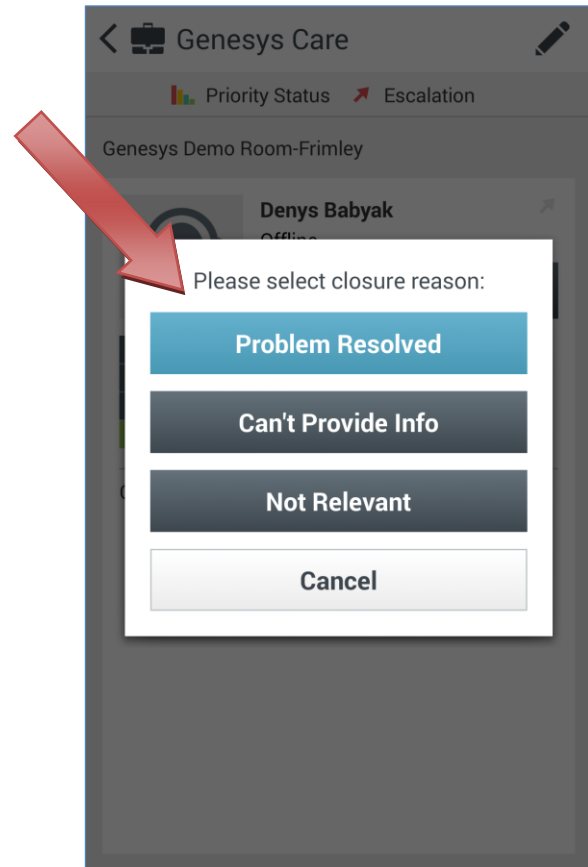 Genesys Care
Priority Status Escalation
Genesys Demo Room-Frimley
Denys Babyak
Offline
Please select closure reason:
Problem Resolved
Can't Provide Info
Not Relevant
Cancel